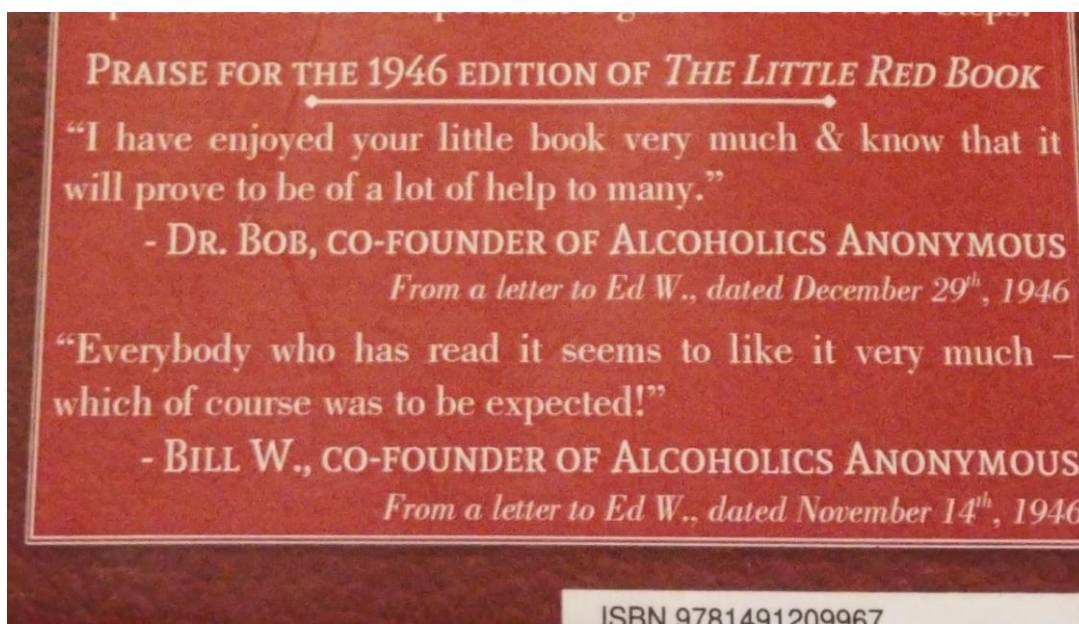 PRAISE FOR THE 1946 EDITION OF THE LITTLE RED BOOK
“I have enjoyed your little book very much & know that it
will prove to be of a lot of help to many.”
- DR. BOB, CO-FOUNDER OF ALCOHOLICS ANONYMOUS
From a letter to Ed W., dated December 29th, 1946
“Everybody who has read it seems to like it very much –
which of course was to be expected!”
- BILL W., CO-FOUNDER OF ALCOHOLICS ANONYMOUS
From a letter to Ed W., dated November 14th, 1946
ISBN 9781491209967